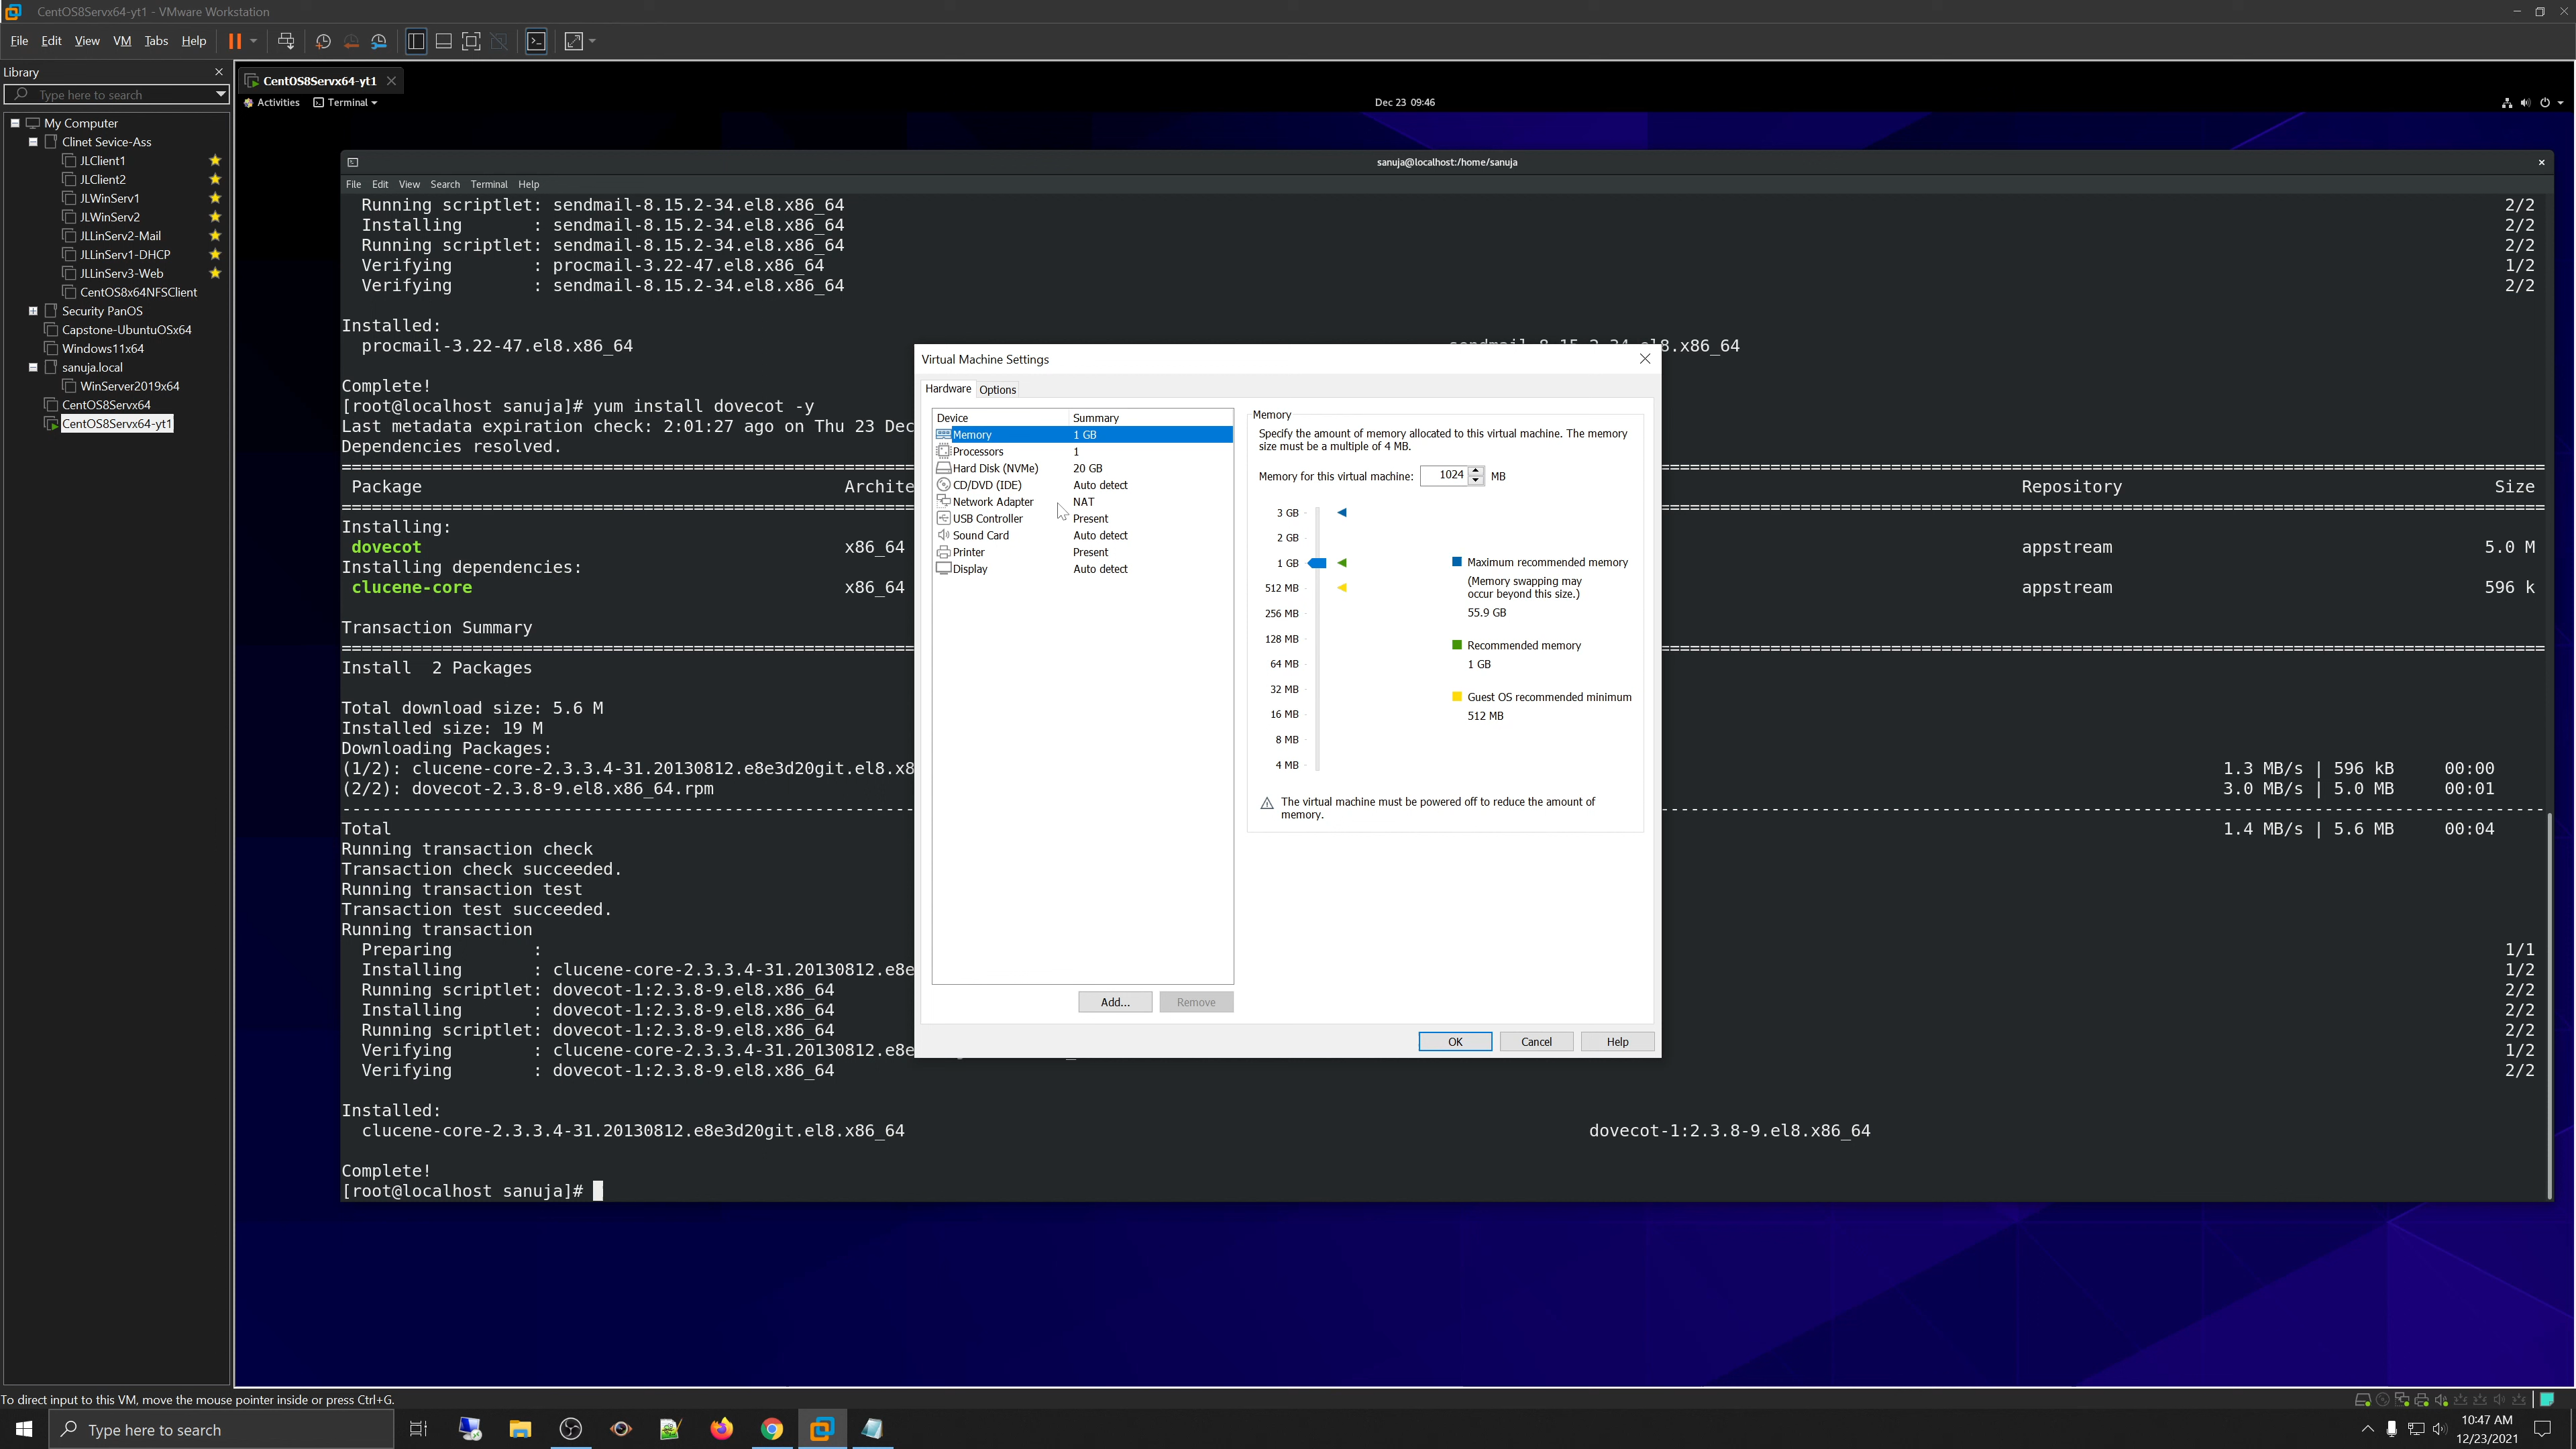 CentOS8Servx64-yt1 - VMware Workstation
File Edit View VM Tabs Help
Library
Type here to search
My Computer
Clinet Sevice-Ass
JLClient1
JLClient2
JLWinServ1
JLWinServ2
JLLinServ2-Mail
JLLinServ1-DHCP
JLLinServ3-Web
CentOS8x64NFSClient
Security PanOS
Capstone-UbuntuOSx64
Windows11x64
sanuja.local
WinServer2019x64
CentOS8Servx64
CentOS8Servx64-yt1
CentOS8Servx64-yt1
Activities Terminal Dec 23 09:46
sanuja@localhost:/home/sanuja
File Edit View Search Terminal Help
Running scriptlet: sendmail-8.15.2-34.el8.x86_64 2/2
Installing : sendmail-8.15.2-34.el8.x86_64 2/2
Running scriptlet: sendmail-8.15.2-34.el8.x86_64 2/2
Verifying : procmail-3.22-47.el8.x86_64 1/2
Verifying : sendmail-8.15.2-34.el8.x86_64 2/2
Installed:
procmail-3.22-47.el8.x86_64 8.x86_64
Complete!
[root@localhost sanuja]# yum install dovecot -y
Last metadata expiration check: 2:01:27 ago on Thu 23 Dec
Dependencies resolved.
Package Archite Repository Size
Installing:
dovecot x86_64 appstream 5.0 M
Installing dependencies:
clucene-core x86_64 appstream 596 k
Transaction Summary
Install 2 Packages
Total download size: 5.6 M
Installed size: 19 M
Downloading Packages:
(1/2): clucene-core-2.3.3.4-31.20130812.e8e3d20git.el8.x8 1.3 MB/s | 596 kB 00:00
(2/2): dovecot-2.3.8-9.el8.x86_64.rpm 3.0 MB/s | 5.0 MB 00:01
Total 1.4 MB/s | 5.6 MB 00:04
Running transaction check
Transaction check succeeded.
Running transaction test
Transaction test succeeded.
Running transaction
Preparing : 1/1
Installing : clucene-core-2.3.3.4-31.20130812.e8e 1/2
Running scriptlet: dovecot-1:2.3.8-9.el8.x86_64 2/2
Installing : dovecot-1:2.3.8-9.el8.x86_64 2/2
Running scriptlet: dovecot-1:2.3.8-9.el8.x86_64 2/2
Verifying : clucene-core-2.3.3.4-31.20130812.e8e 1/2
Verifying : dovecot-1:2.3.8-9.el8.x86_64 2/2
Installed:
clucene-core-2.3.3.4-31.20130812.e8e3d20git.el8.x86_64 dovecot-1:2.3.8-9.el8.x86_64
Complete!
[root@localhost sanuja]#
Virtual Machine Settings
Hardware Options
Device Summary
Memory 1 GB
Processors 1
Hard Disk (NVMe) 20 GB
CD/DVD (IDE) Auto detect
Network Adapter NAT
USB Controller Present
Sound Card Auto detect
Printer Present
Display Auto detect
Add... Remove
Memory
Specify the amount of memory allocated to this virtual machine. The memory
size must be a multiple of 4 MB.
Memory for this virtual machine: 1024 MB
3 GB
2 GB
1 GB
512 MB
256 MB
128 MB
64 MB
32 MB
16 MB
8 MB
4 MB
Maximum recommended memory
(Memory swapping may
occur beyond this size.)
55.9 GB
Recommended memory
1 GB
Guest OS recommended minimum
512 MB
The virtual machine must be powered off to reduce the amount of
memory.
OK Cancel Help
To direct input to this VM, move the mouse pointer inside or press Ctrl+G.
Type here to search
10:47 AM
12/23/2021